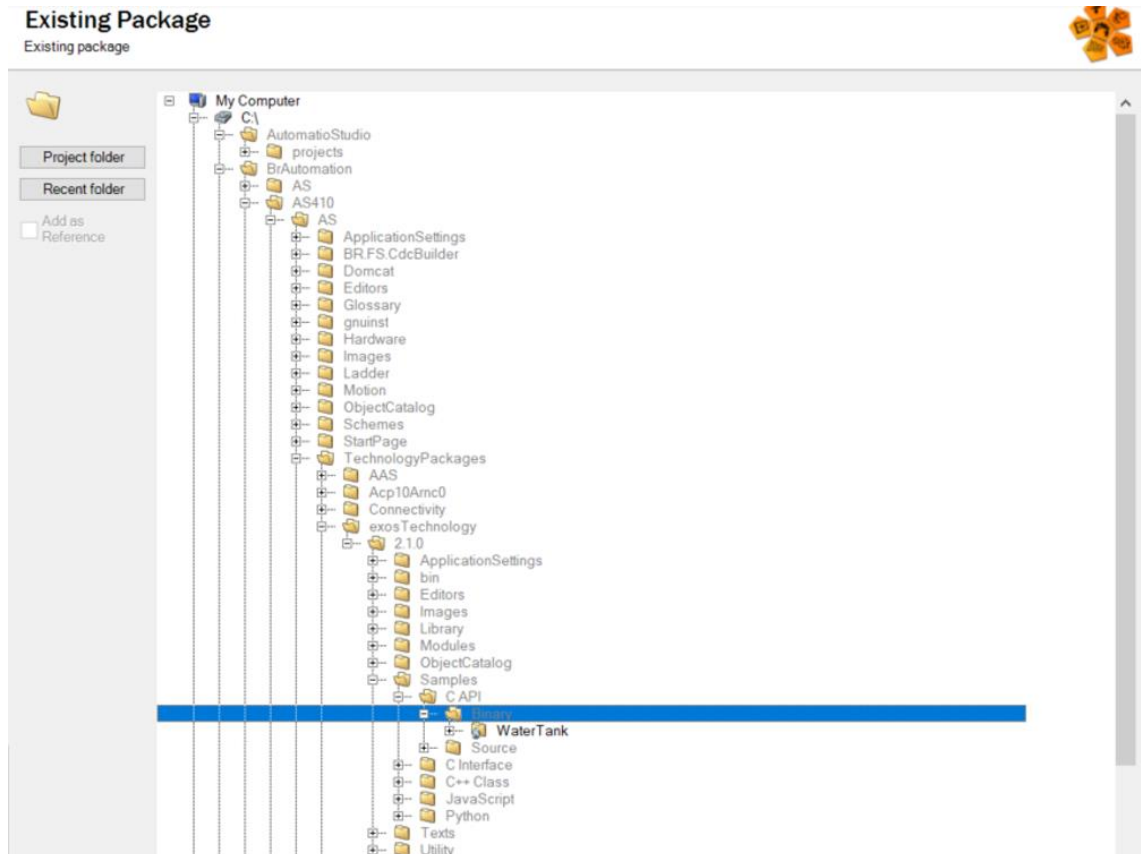 Existing Package
Existing package
Project folder
Recent folder
Add as
Reference
My Computer
C:\
AutomatioStudio
projects
BrAutomation
AS
AS410
AS
ApplicationSettings
BR.FS.CdcBuilder
Domcat
Editors
Glossary
gnuinst
Hardware
Images
Ladder
Motion
ObjectCatalog
Schemes
StartPage
TechnologyPackages
AAS
Acp10Arnc0
Connectivity
exosTechnology
2.1.0
ApplicationSettings
bin
Editors
Images
Library
Modules
ObjectCatalog
Samples
C API
Binary
WaterTank
Source
C Interface
C++ Class
JavaScript
Python
Texts
Utility